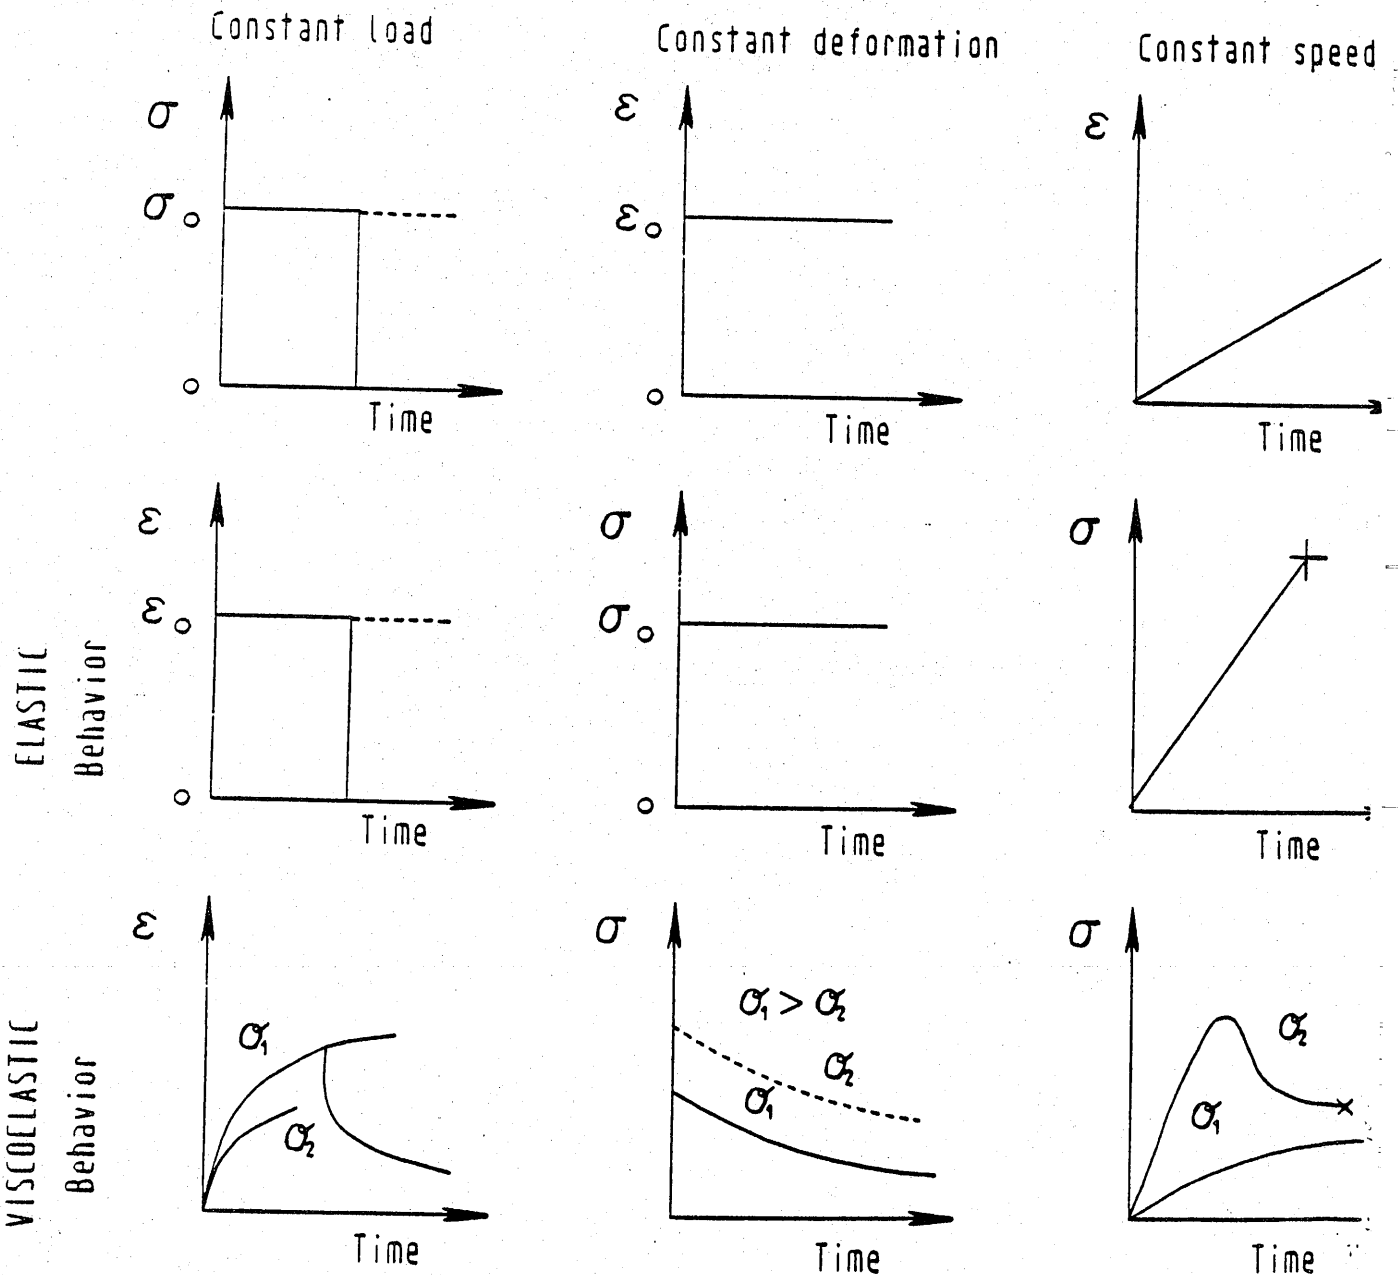 Constant load
Constant deformation
Constant speed
σ
σ₀
0
Time
ε
ε₀
0
Time
ε
Time
ELASTIC
Behavior
ε
ε₀
0
Time
σ
σ₀
0
Time
σ
Time
VISCOELASTIC
Behavior
ε
σ₁
σ₂
Time
σ
σ₁ > σ₂
σ₂
σ₁
Time
σ
σ₂
σ₁
Time